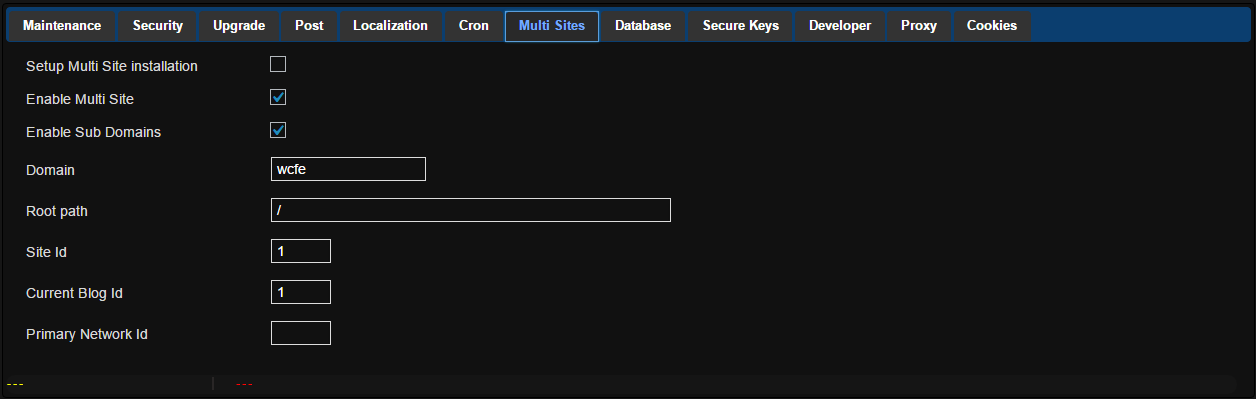 Maintenance Security Upgrade Post Localization Cron Multi Sites Database Secure Keys Developer Proxy Cookies
Setup Multi Site installation
Enable Multi Site
Enable Sub Domains
Domain wcfe
Root path /
Site Id 1
Current Blog Id 1
Primary Network Id
--- | ---